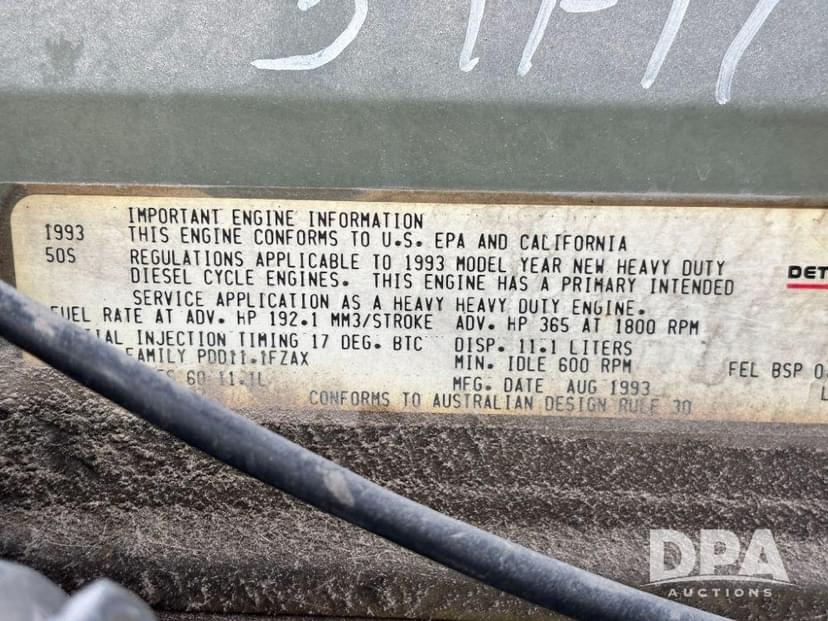 IMPORTANT ENGINE INFORMATION
1993 THIS ENGINE CONFORMS TO U.S. EPA AND CALIFORNIA
50S REGULATIONS APPLICABLE TO 1993 MODEL YEAR NEW HEAVY DUTY
DIESEL CYCLE ENGINES. THIS ENGINE HAS A PRIMARY INTENDED
DET
SERVICE APPLICATION AS A HEAVY HEAVY DUTY ENGINE.
FUEL RATE AT ADV. HP 192.1 MM3/STROKE ADV. HP 365 AT 1800 RPM
INJECTION TIMING 17 DEG. BTC DISP. 11.1 LITERS
FAMILY PDD11.1FZAX MIN. IDLE 600 RPM FEL BSP 0.
60 11.1L MFG. DATE AUG 1993 L
CONFORMS TO AUSTRALIAN DESIGN RULE 30
DPA
AUCTIONS